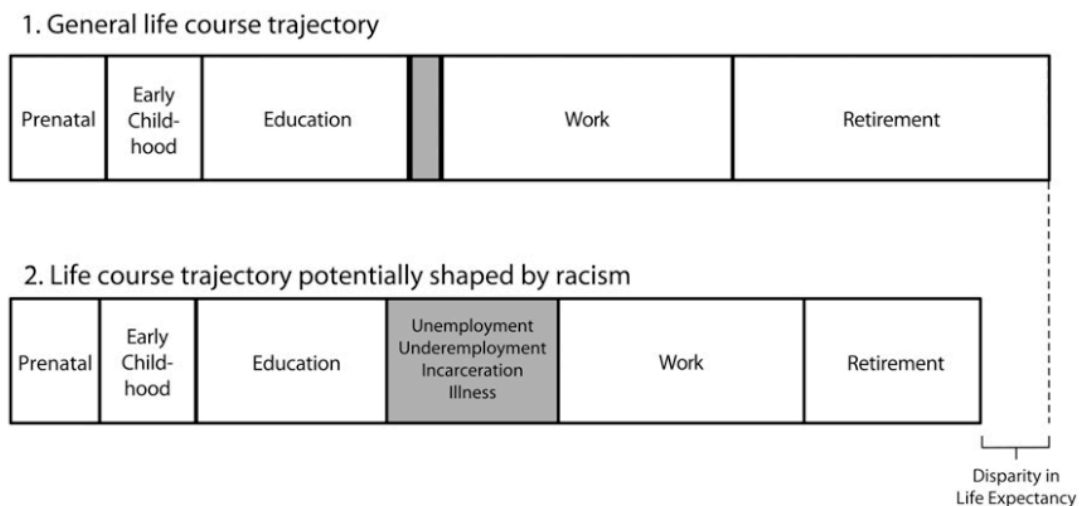 1. General life course trajectory
Prenatal
Early
Child-
hood
Education
Work
Retirement
2. Life course trajectory potentially shaped by racism
Prenatal
Early
Child-
hood
Education
Unemployment
Underemployment
Incarceration
Illness
Work
Retirement
Disparity in
Life Expectancy